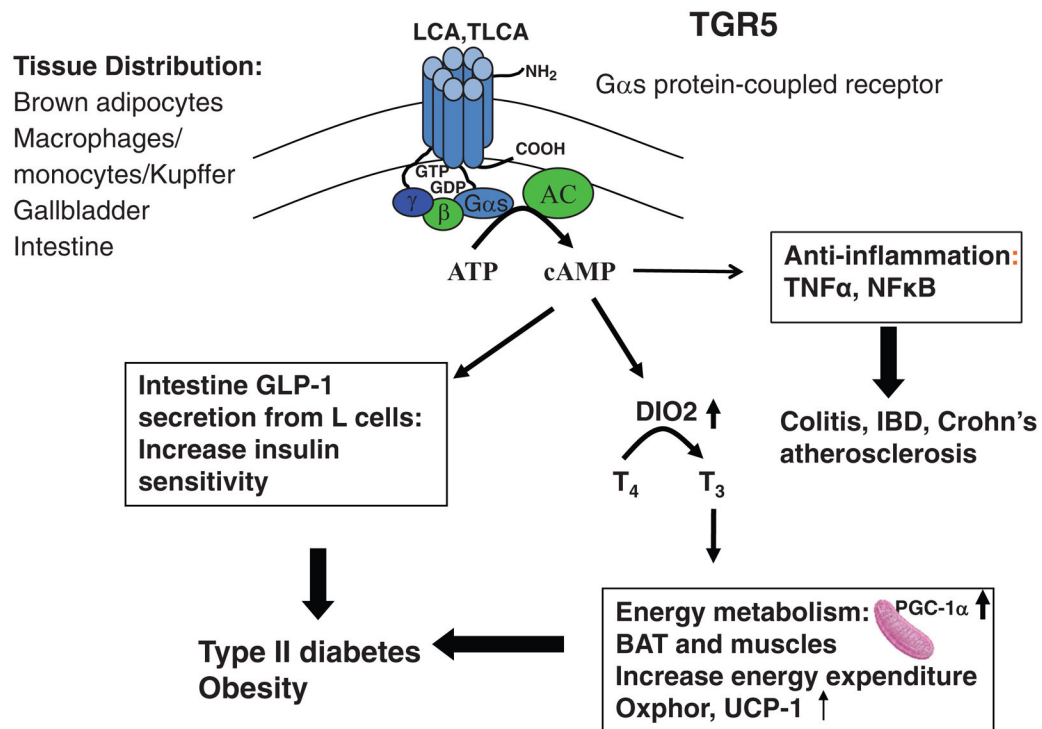 TGR5
Gαs protein-coupled receptor
Tissue Distribution:
Brown adipocytes
Macrophages/
monocytes/Kupffer
Gallbladder
Intestine
LCA,TLCA
NH2
COOH
GTP
GDP
γ
β
Gαs
AC
ATP
cAMP
Anti-inflammation:
TNFα, NFκB
Colitis, IBD, Crohn's
atherosclerosis
Intestine GLP-1
secretion from L cells:
Increase insulin
sensitivity
DIO2
T4
T3
Energy metabolism:
PGC-1α
BAT and muscles
Increase energy expenditure
Oxphor, UCP-1
Type II diabetes
Obesity